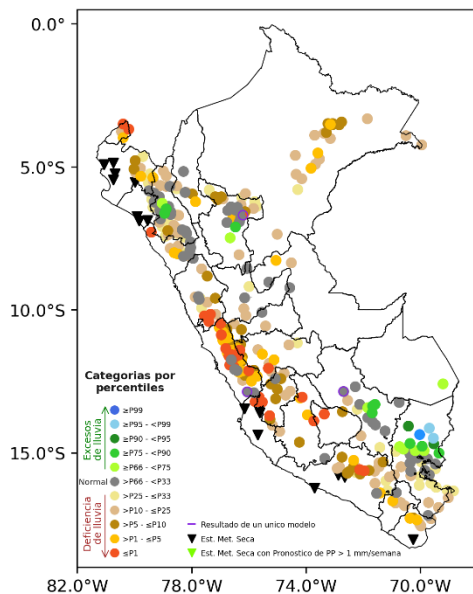 0.0°
5.0°S
10.0°S
15.0°S
82.0°W
78.0°W
74.0°W
70.0°W
Categorias por
percentiles
Excesos
de lluvia
Normal
Deficiencia
de lluvia
≥P99
≥P95 - <P99
≥P90 - <P95
≥P75 - <P90
≥P66 - <P75
>P66 - <P33
>P25 - ≤P33
>P10 - ≤P25
>P5 - ≤P10
>P1 - ≤P5
≤P1
Resultado de un unico modelo
Est. Met. Seca
Est. Met. Seca con Pronostico de PP > 1 mm/semana